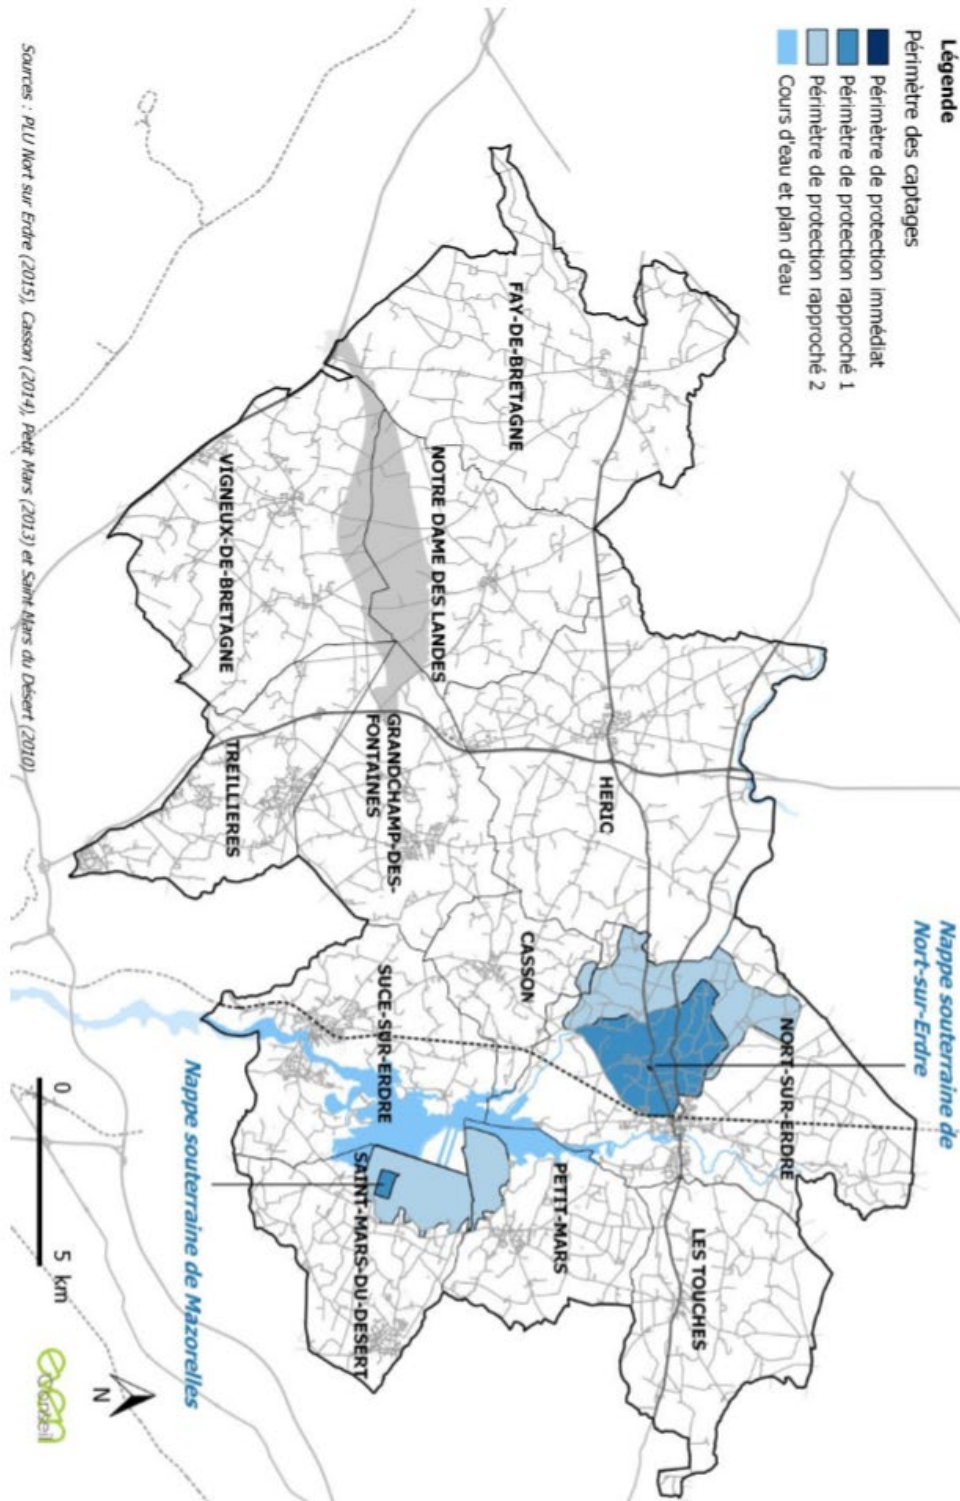 Légende
Périmètre des captages
Périmètre de protection immédiat
Périmètre de protection rapproché 1
Périmètre de protection rapproché 2
Cours d'eau et plan d'eau
Nappe souterraine de
Nort-sur-Erdre
NORT-SUR-ERDRE
LES TOUCHES
HERIC
FAY-DE-BRETAGNE
CASSON
PETIT-MARS
NOTRE DAME DES LANDES
GRANDCHAMP-DES-
FONTAINES
SUCE-SUR-ERDRE
SAINT-MARS-DU-DESERT
VIGNEUX-DE-BRETAGNE
TREILLIERES
Nappe souterraine de Mazorelles
0
5 km
N
even
Conseil
Sources : PLU Nort sur Erdre (2015), Casson (2014), Petit Mars (2013) et Saint Mars du Désert (2010)